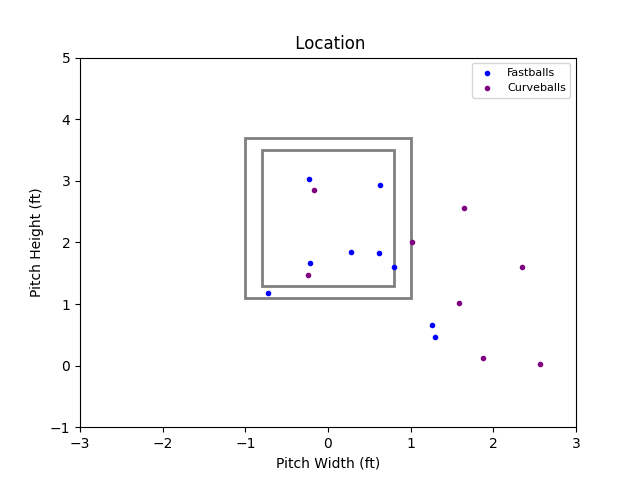 Location
Fastballs
Curveballs
5
4
3
2
1
0
−1
−3 −2 −1 0 1 2 3
Pitch Height (ft)
Pitch Width (ft)